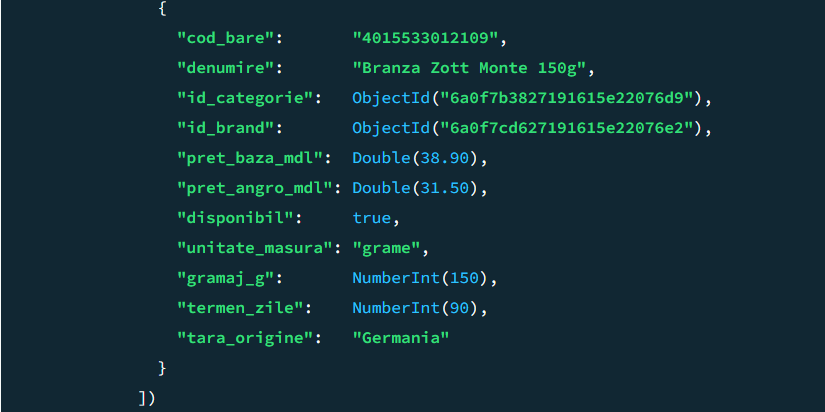 {
"cod_bare": "4015533012109",
"denumire": "Branza Zott Monte 150g",
"id_categorie": ObjectId("6a0f7b3827191615e22076d9"),
"id_brand": ObjectId("6a0f7cd627191615e22076e2"),
"pret_baza_mdl": Double(38.90),
"pret_angro_mdl": Double(31.50),
"disponibil": true,
"unitate_masura": "grame",
"gramaj_g": NumberInt(150),
"termen_zile": NumberInt(90),
"tara_origine": "Germania"
}
])